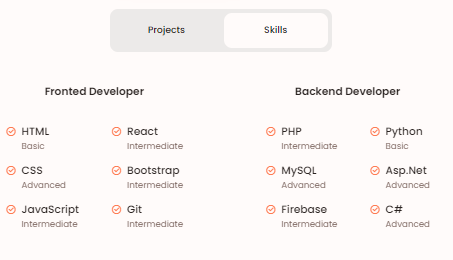 Projects
Skills
Fronted Developer
HTML
Basic
React
Intermediate
CSS
Advanced
Bootstrap
Intermediate
JavaScript
Intermediate
Git
Intermediate
Backend Developer
PHP
Intermediate
Python
Basic
MySQL
Advanced
Asp.Net
Advanced
Firebase
Intermediate
C#
Advanced